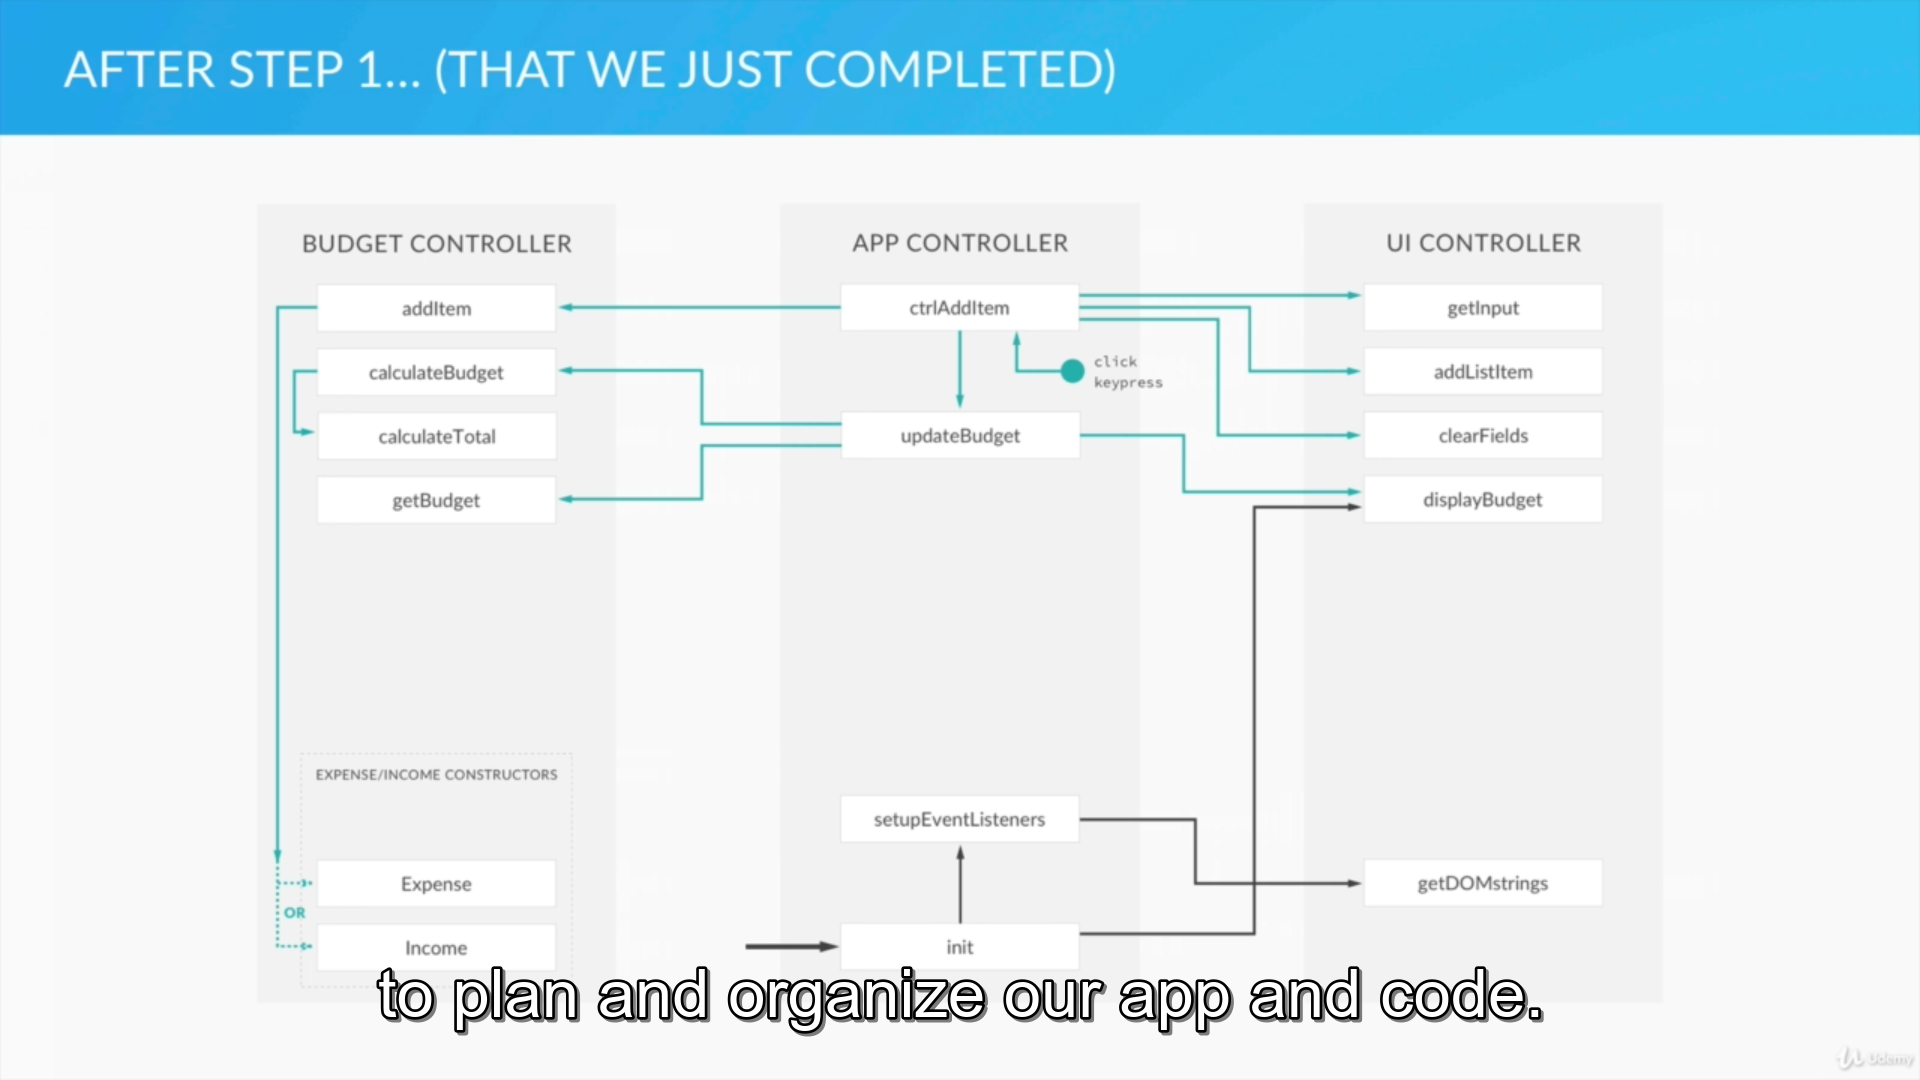 AFTER STEP 1... (THAT WE JUST COMPLETED)
BUDGET CONTROLLER
addItem
calculateBudget
calculateTotal
getBudget
EXPENSE/INCOME CONSTRUCTORS
Expense
OR
Income
APP CONTROLLER
ctrlAddItem
click
keypress
updateBudget
setupEventListeners
init
UI CONTROLLER
getInput
addListItem
clearFields
displayBudget
getDOMstrings
to plan and organize our app and code.
Udemy